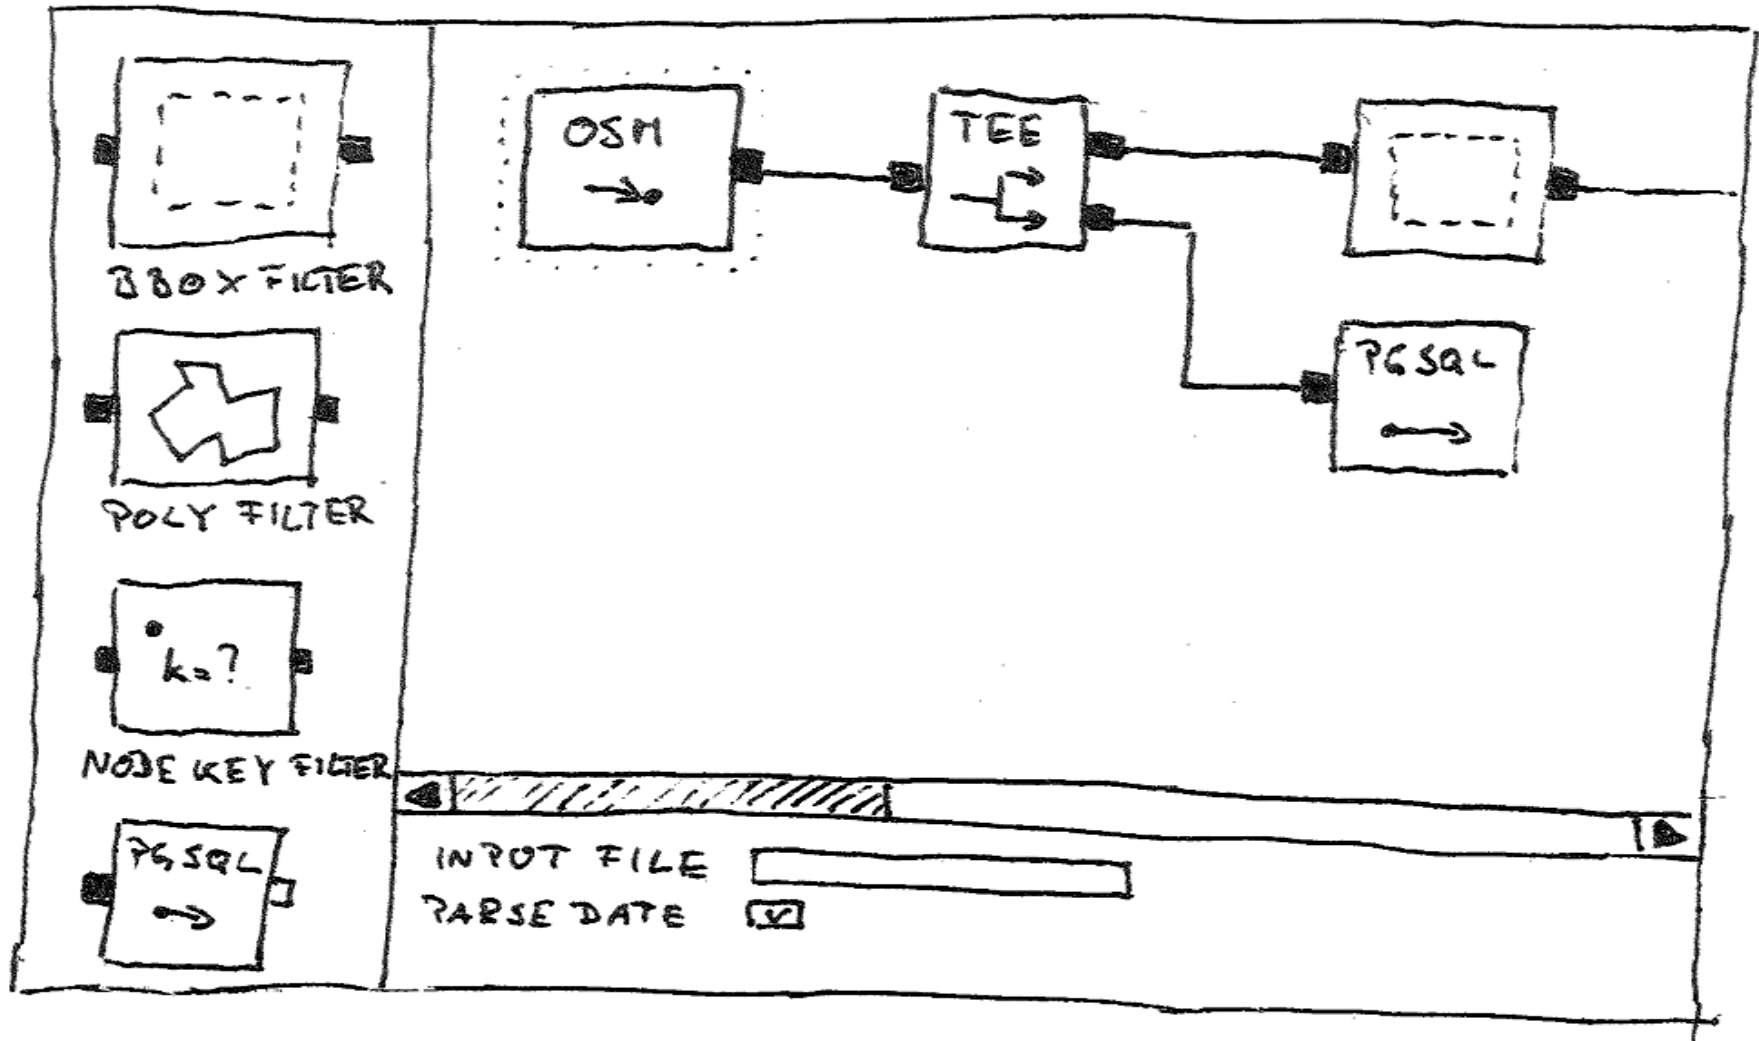 BBOX FILTER
POLY FILTER
k=?
NODE KEY FILTER
PGSQL
OSM
TEE
PGSQL
INPUT FILE
PARSE DATE